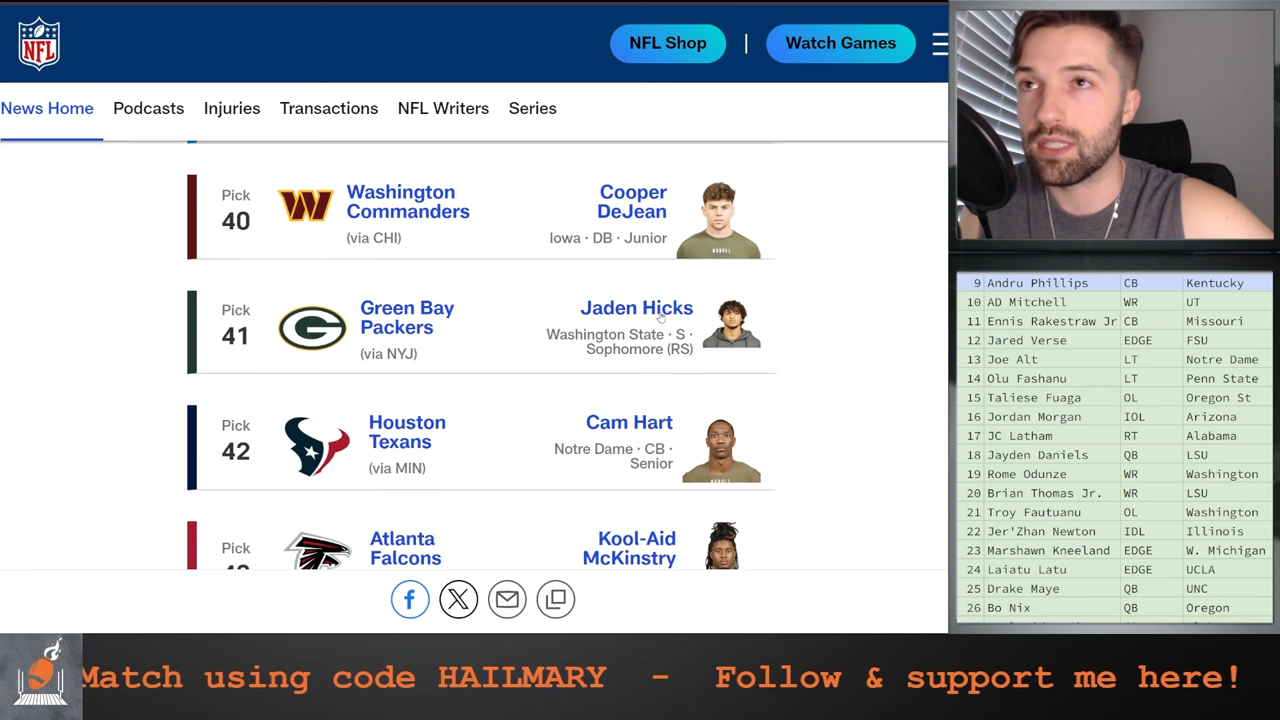 NFL
NFL Shop
|
Watch Games
News Home
Podcasts
Injuries
Transactions
NFL Writers
Series
Pick
40
Washington
Commanders
(via CHI)
Cooper
DeJean
Iowa · DB · Junior
Pick
41
Green Bay
Packers
(via NYJ)
Jaden Hicks
Washington State · S ·
Sophomore (RS)
Pick
42
Houston
Texans
(via MIN)
Cam Hart
Notre Dame · CB ·
Senior
Pick
Atlanta
Falcons
Kool-Aid
McKinstry
9 Andru Phillips CB Kentucky
10 AD Mitchell WR UT
11 Ennis Rakestraw Jr CB Missouri
12 Jared Verse EDGE FSU
13 Joe Alt LT Notre Dame
14 Olu Fashanu LT Penn State
15 Taliese Fuaga OL Oregon St
16 Jordan Morgan IOL Arizona
17 JC Latham RT Alabama
18 Jayden Daniels QB LSU
19 Rome Odunze WR Washington
20 Brian Thomas Jr. WR LSU
21 Troy Fautuanu OL Washington
22 Jer'Zhan Newton IDL Illinois
23 Marshawn Kneeland EDGE W. Michigan
24 Laiatu Latu EDGE UCLA
25 Drake Maye QB UNC
26 Bo Nix QB Oregon
Match using code HAILMARY - Follow & support me here!